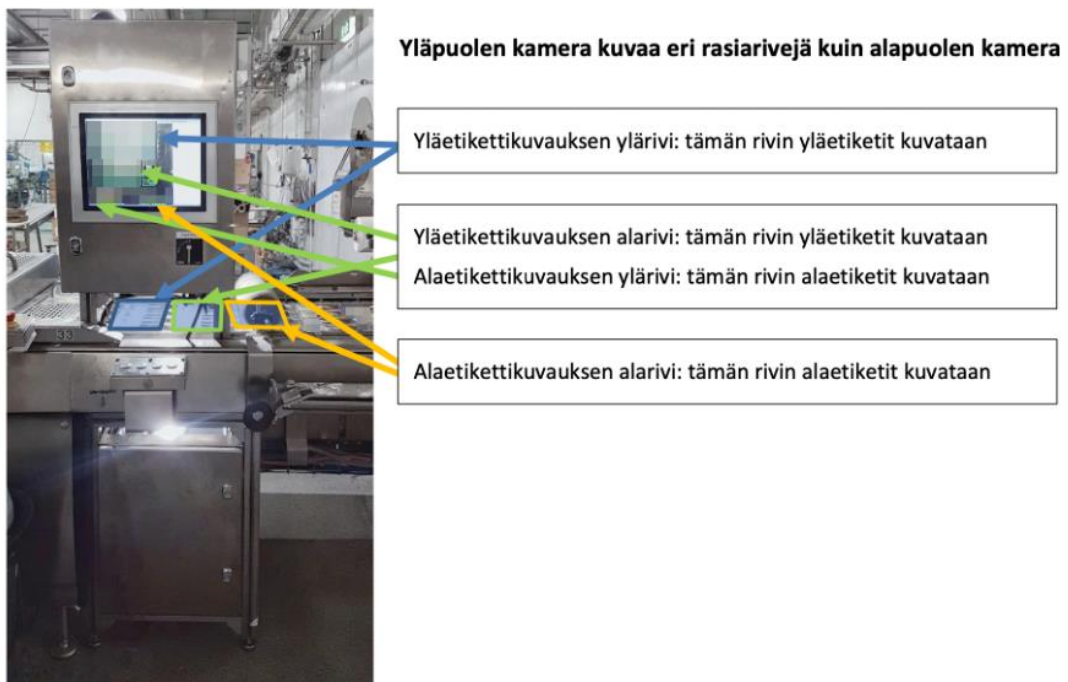 Yläpuolen kamera kuvaa eri rasiarivejä kuin alapuolen kamera
Yläetikettikuvauksen ylärivi: tämän rivin yläetiketit kuvataan
Yläetikettikuvauksen alarivi: tämän rivin yläetiketit kuvataan
Alaetikettikuvauksen ylärivi: tämän rivin alaetiketit kuvataan
Alaetikettikuvauksen alarivi: tämän rivin alaetiketit kuvataan
33